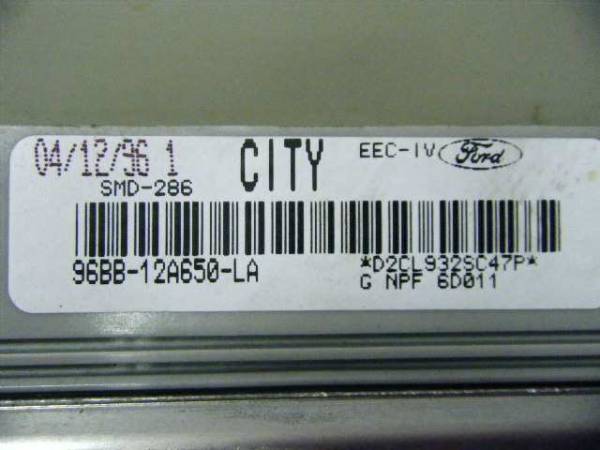 04/12/96 1
SMD-286
CITY
EEC-IV Ford
96BB-12A650-LA
*D2CL932SC47P*
G NPF 6D011